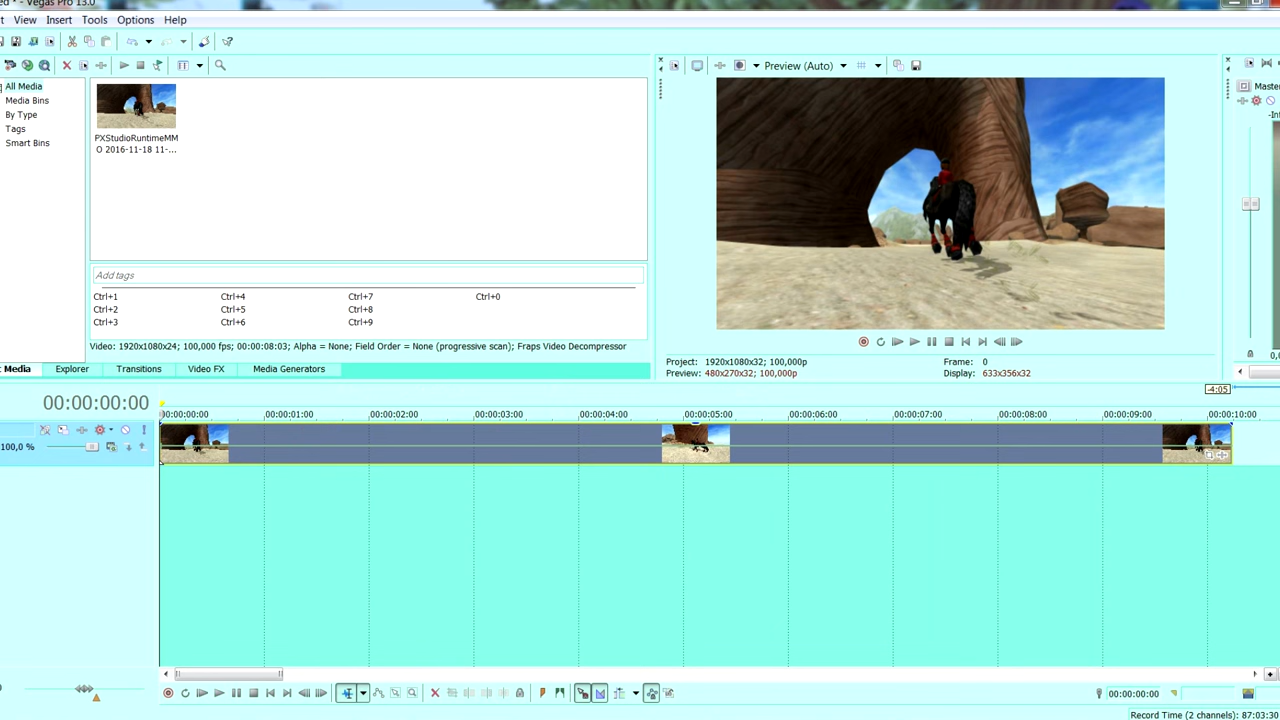 ed * - Vegas Pro 13.0
t View Insert Tools Options Help
All Media
Media Bins
By Type
Tags
Smart Bins
PXStudioRuntimeMM
O 2016-11-18 11-...
Add tags
Ctrl+1 Ctrl+4 Ctrl+7 Ctrl+0
Ctrl+2 Ctrl+5 Ctrl+8
Ctrl+3 Ctrl+6 Ctrl+9
Video: 1920x1080x24; 100,000 fps; 00:00:08:03; Alpha = None; Field Order = None (progressive scan); Fraps Video Decompressor
t Media Explorer Transitions Video FX Media Generators
Preview (Auto)
Project: 1920x1080x32; 100,000p
Preview: 480x270x32; 100,000p
Frame: 0
Display: 633x356x32
Master
-Inf
0,
-4:05
00:00:00:00
00:00:00:00 00:00:01:00 00:00:02:00 00:00:03:00 00:00:04:00 00:00:05:00 00:00:06:00 00:00:07:00 00:00:08:00 00:00:09:00 00:00:10:00
100,0 %
00:00:00:00
Record Time (2 channels): 87:03:30